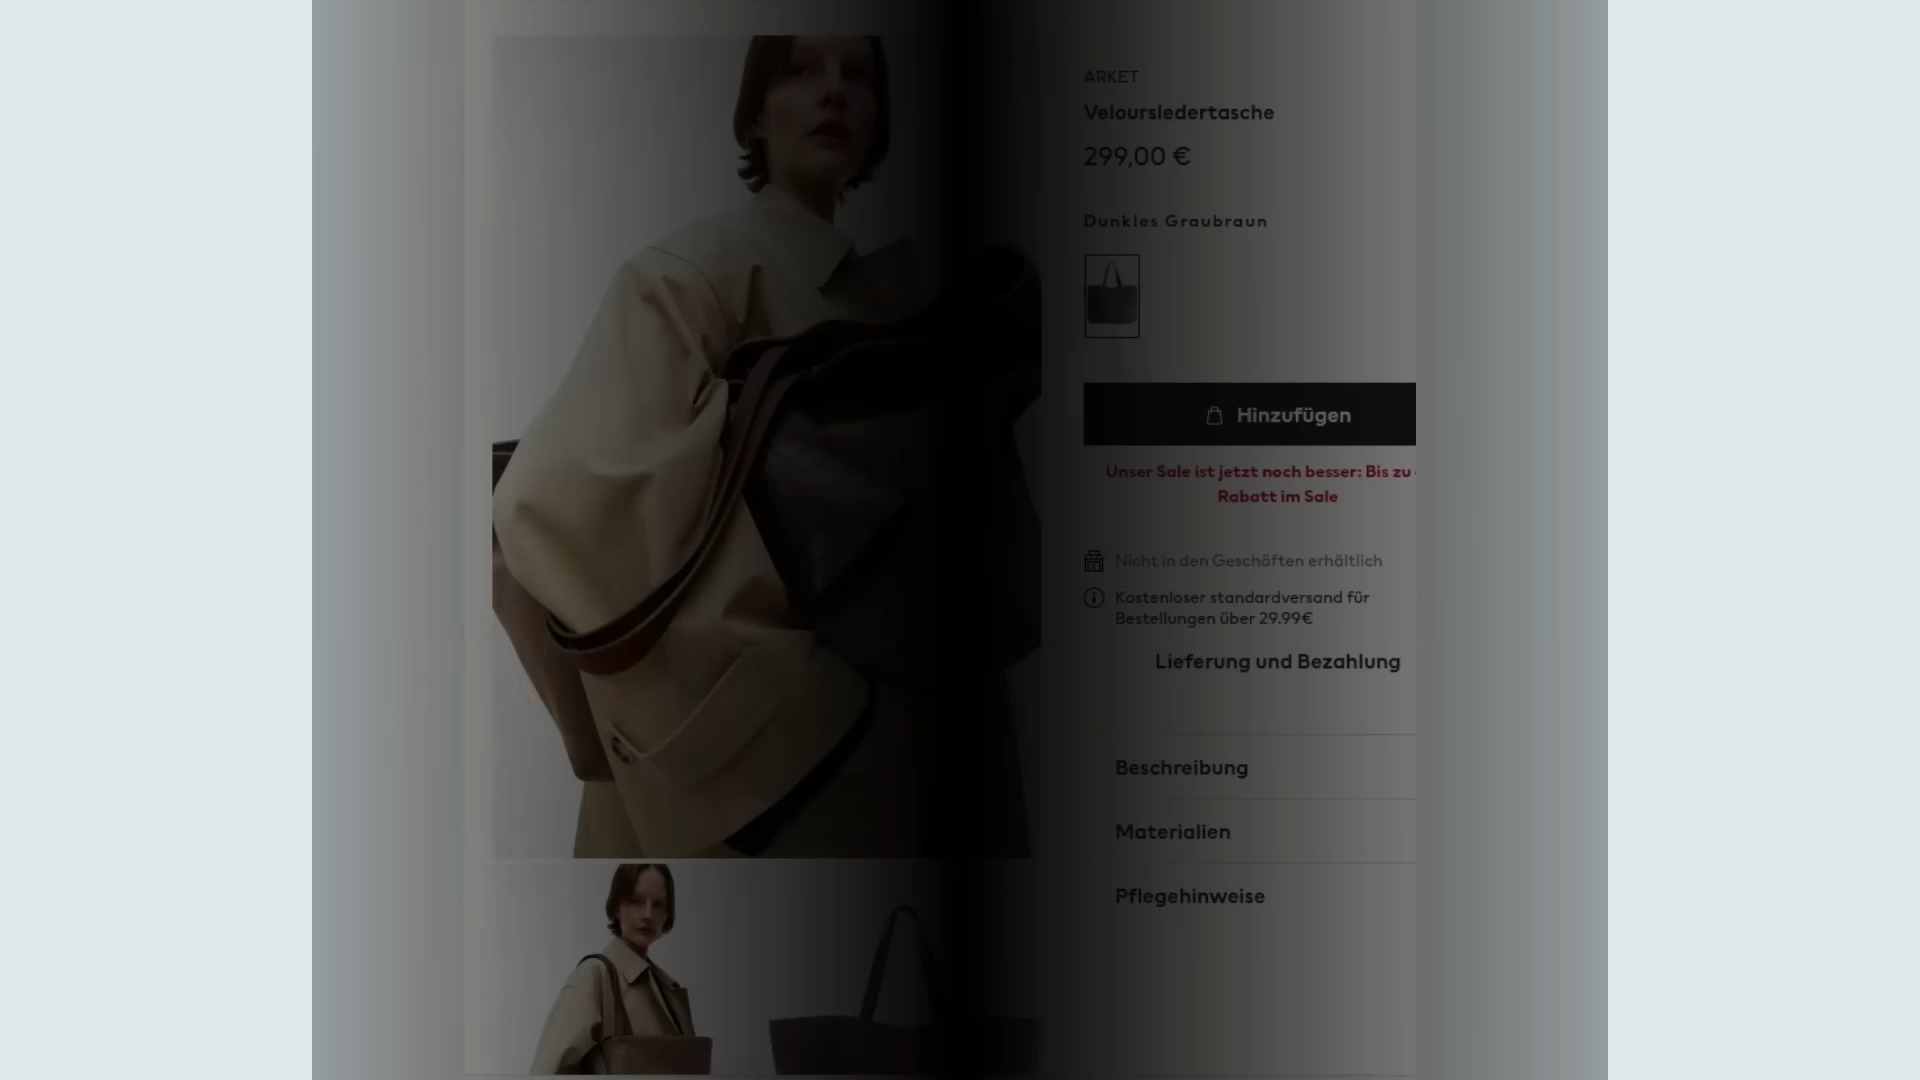 ARKET
Veloursledertasche
299,00 €
Dunkles Graubraun
Hinzufügen
Unser Sale ist jetzt noch besser: Bis zu
Rabatt im Sale
Nicht in den Geschäften erhältlich
Kostenloser standardversand für
Bestellungen über 29.99€
Lieferung und Bezahlung
Beschreibung
Materialien
Pflegehinweise